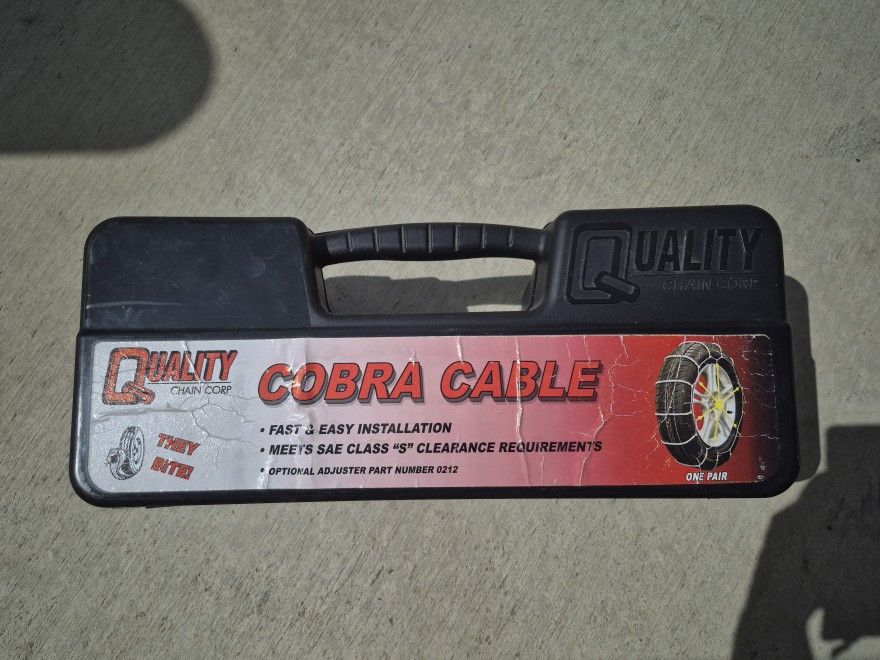 QUALITY
CHAIN CORP
QUALITY
CHAIN CORP
COBRA CABLE
• FAST & EASY INSTALLATION
• MEETS SAE CLASS “S” CLEARANCE REQUIREMENTS
• OPTIONAL ADJUSTER PART NUMBER 0212
THEY
BITE!
ONE PAIR